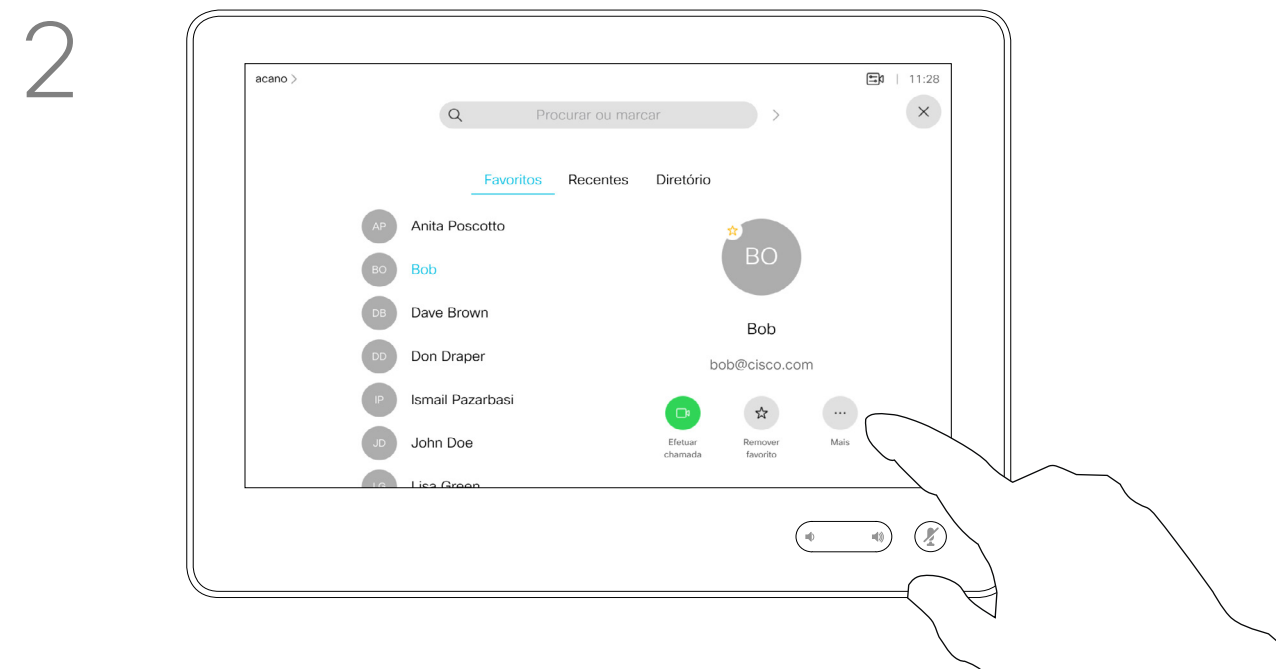 2
acano >
11:28
Procurar ou marcar
Favoritos Recentes Diretório
AP Anita Poscotto
BO Bob
DB Dave Brown
DD Don Draper
IP Ismail Pazarbasi
JD John Doe
LG Lisa Green
BO
Bob
bob@cisco.com
Efetuar
chamada
Remover
favorito
Mais